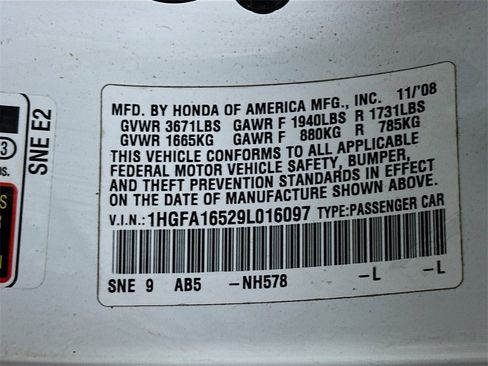 MFD. BY HONDA OF AMERICA MFG., INC. 11/'08
GVWR 3671LBS GAWR F 1940LBS R 1731LBS
GVWR 1665KG GAWR F 880KG R 785KG
THIS VEHICLE CONFORMS TO ALL APPLICABLE
FEDERAL MOTOR VEHICLE SAFETY, BUMPER,
AND THEFT PREVENTION STANDARDS IN EFFECT
ON THE DATE OF MANUFACTURE SHOWN ABOVE.
V.I.N.:1HGFA16529L016097 TYPE:PASSENGER CAR
SNE 9 AB5 -NH578 -L -L
SNE E2
3